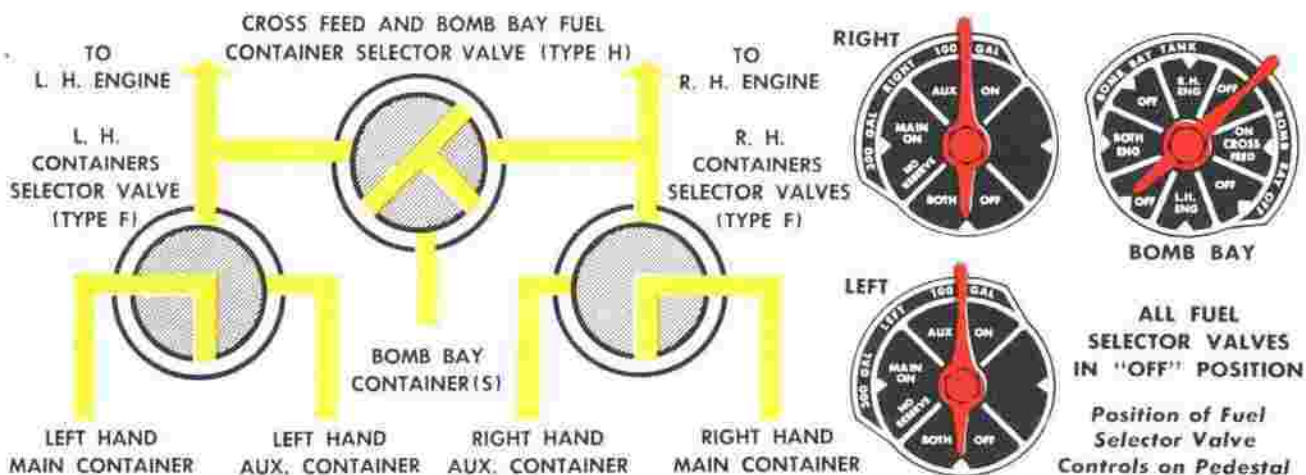 CROSS FEED AND BOMB BAY FUEL
CONTAINER SELECTOR VALVE (TYPE H)
TO
L. H. ENGINE
TO
R. H. ENGINE
L. H.
CONTAINERS
SELECTOR VALVE
(TYPE F)
R. H.
CONTAINERS
SELECTOR VALVES
(TYPE F)
BOMB BAY
CONTAINER(S)
LEFT HAND
MAIN CONTAINER
LEFT HAND
AUX. CONTAINER
RIGHT HAND
AUX. CONTAINER
RIGHT HAND
MAIN CONTAINER
RIGHT
200 GAL RIGHT 100 GAL
AUX ON
MAIN
ON
NO
RESERVE
BOTH OFF
BOMB BAY TANK
BOMB BAY OFF
R.H.
ENG
OFF
OFF
BOTH
ENG
ON
CROSS
FEED
OFF
OFF
L.H.
ENG
BOMB BAY
LEFT
200 GAL LEFT 100 GAL
AUX ON
MAIN
ON
NO
RESERVE
BOTH OFF
ALL FUEL
SELECTOR VALVES
IN "OFF" POSITION
Position of Fuel
Selector Valve
Controls on Pedestal